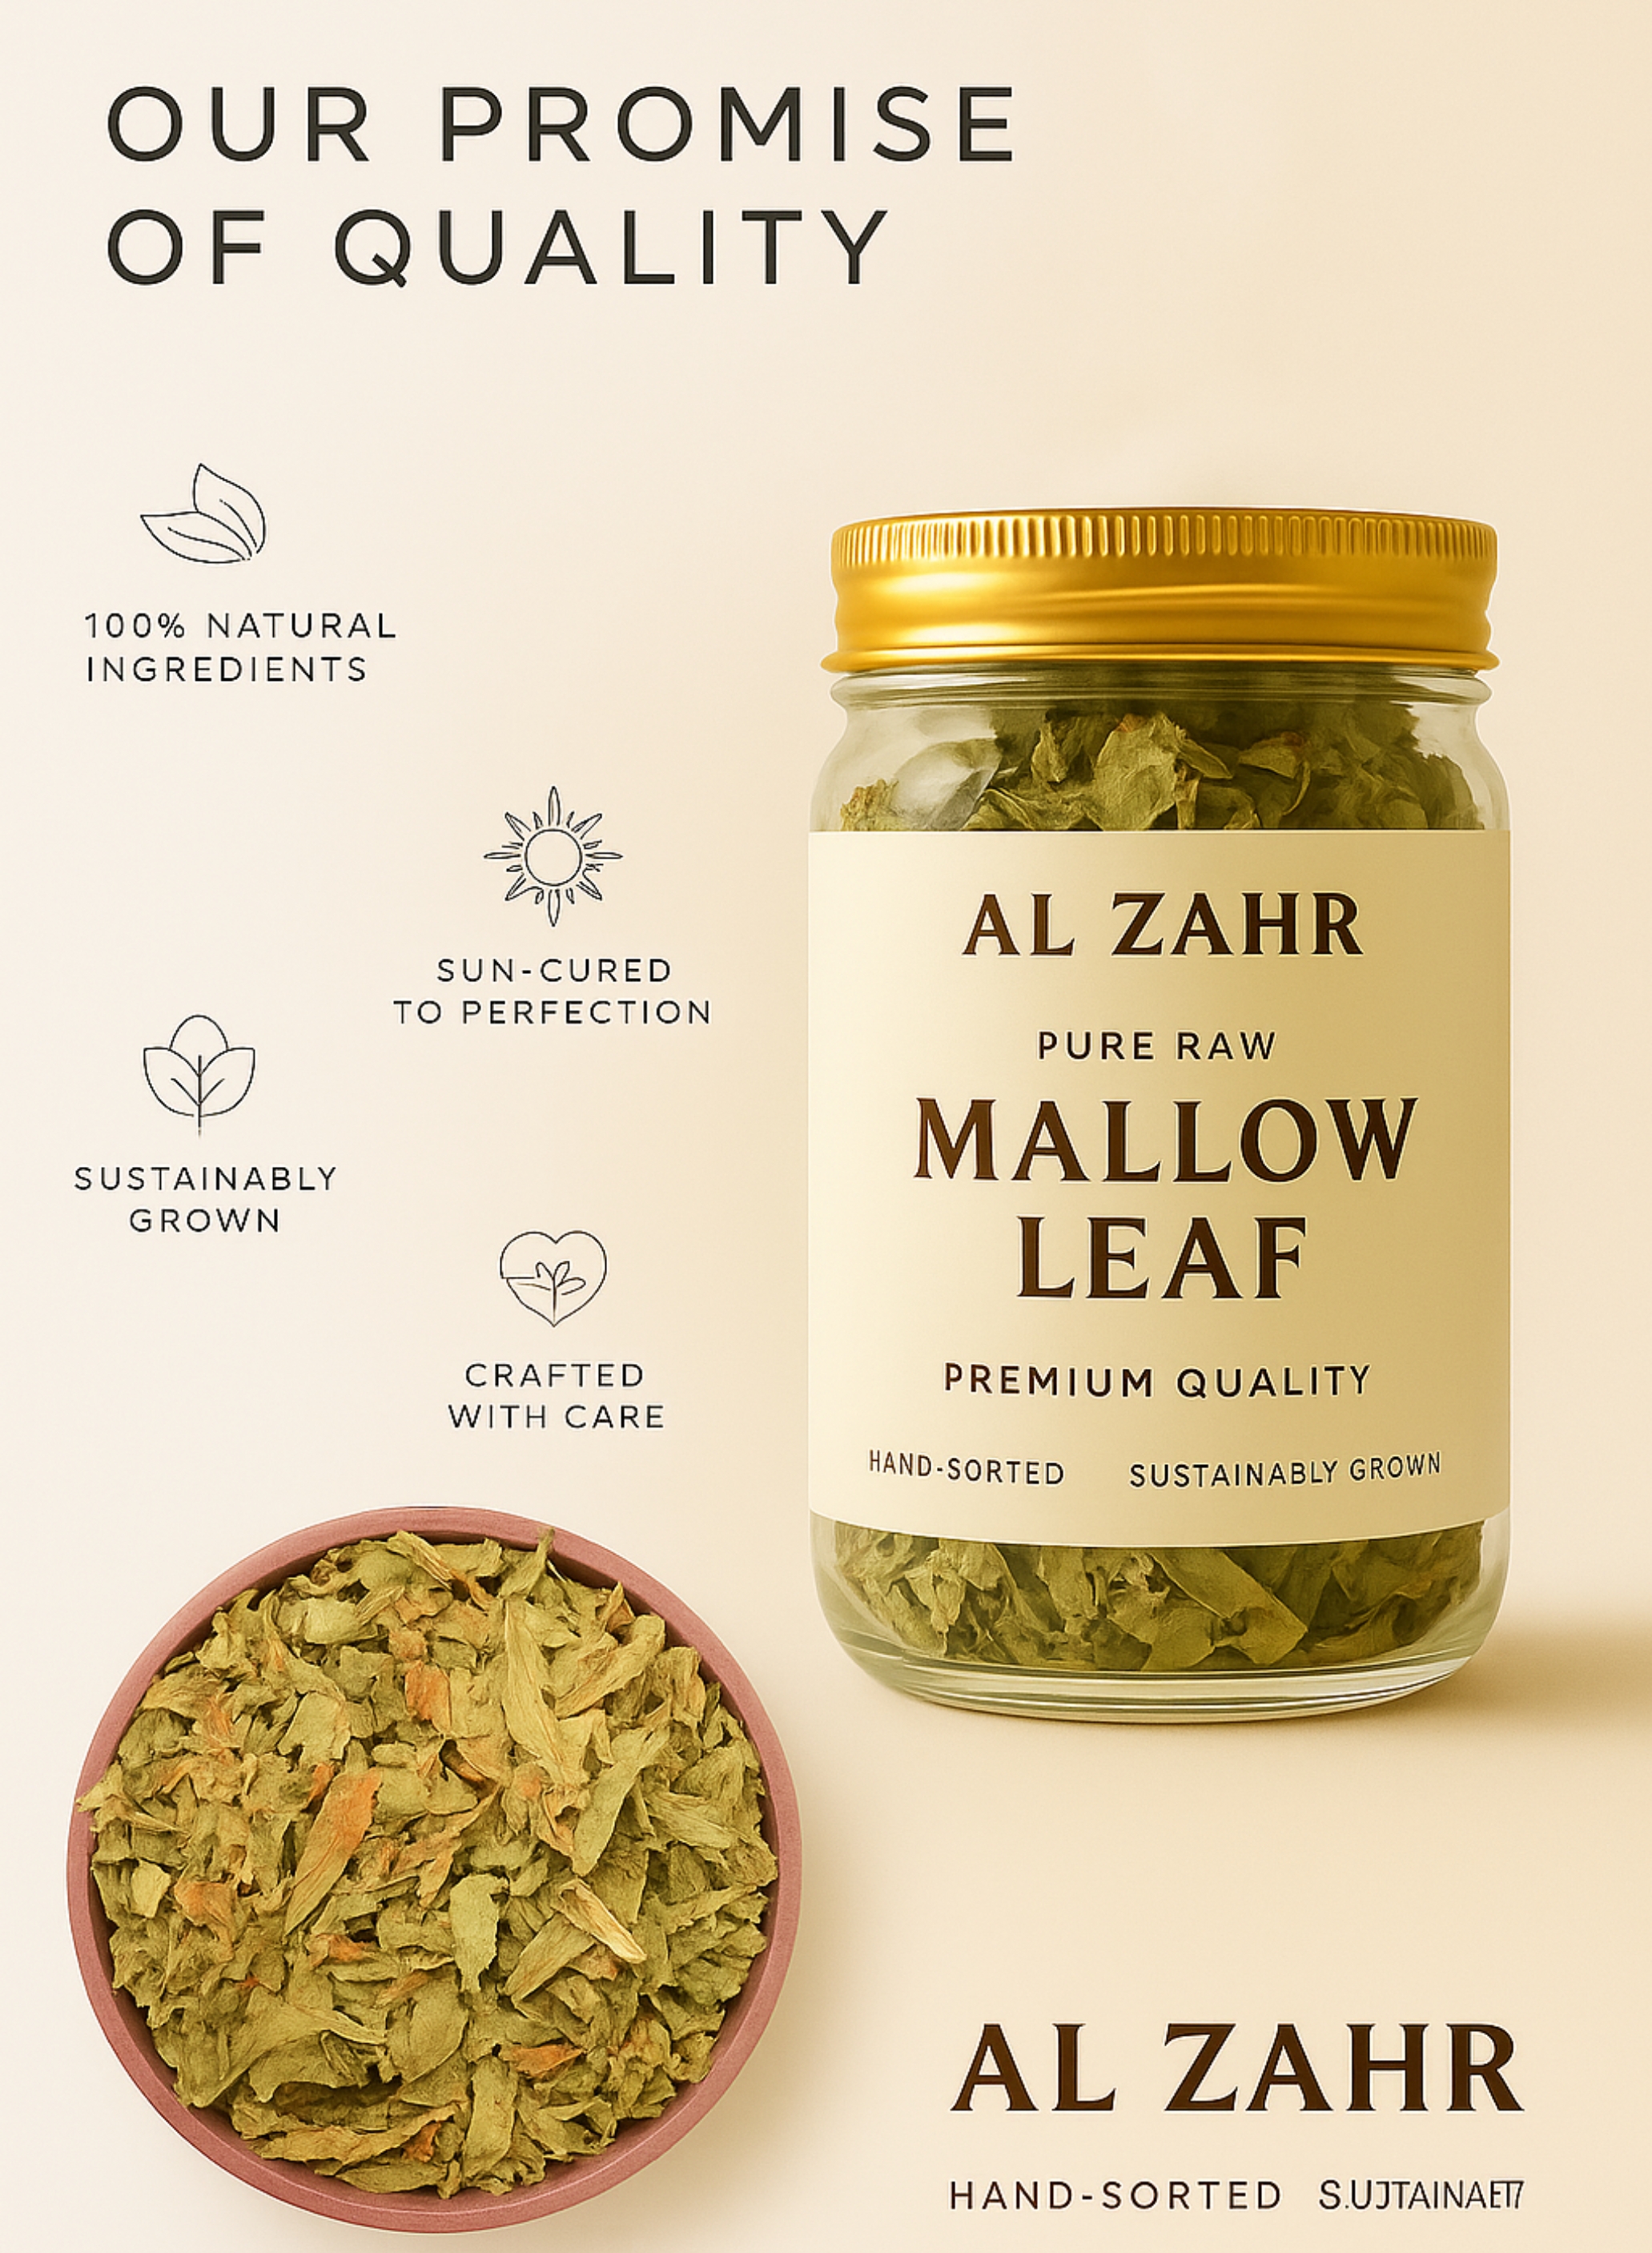 OUR PROMISE
OF QUALITY
100% NATURAL
INGREDIENTS
SUN-CURED
TO PERFECTION
SUSTAINABLY
GROWN
CRAFTED
WITH CARE
AL ZAHR
PURE RAW
MALLOW
LEAF
PREMIUM QUALITY
HAND-SORTED SUSTAINABLY GROWN
AL ZAHR
HAND-SORTED